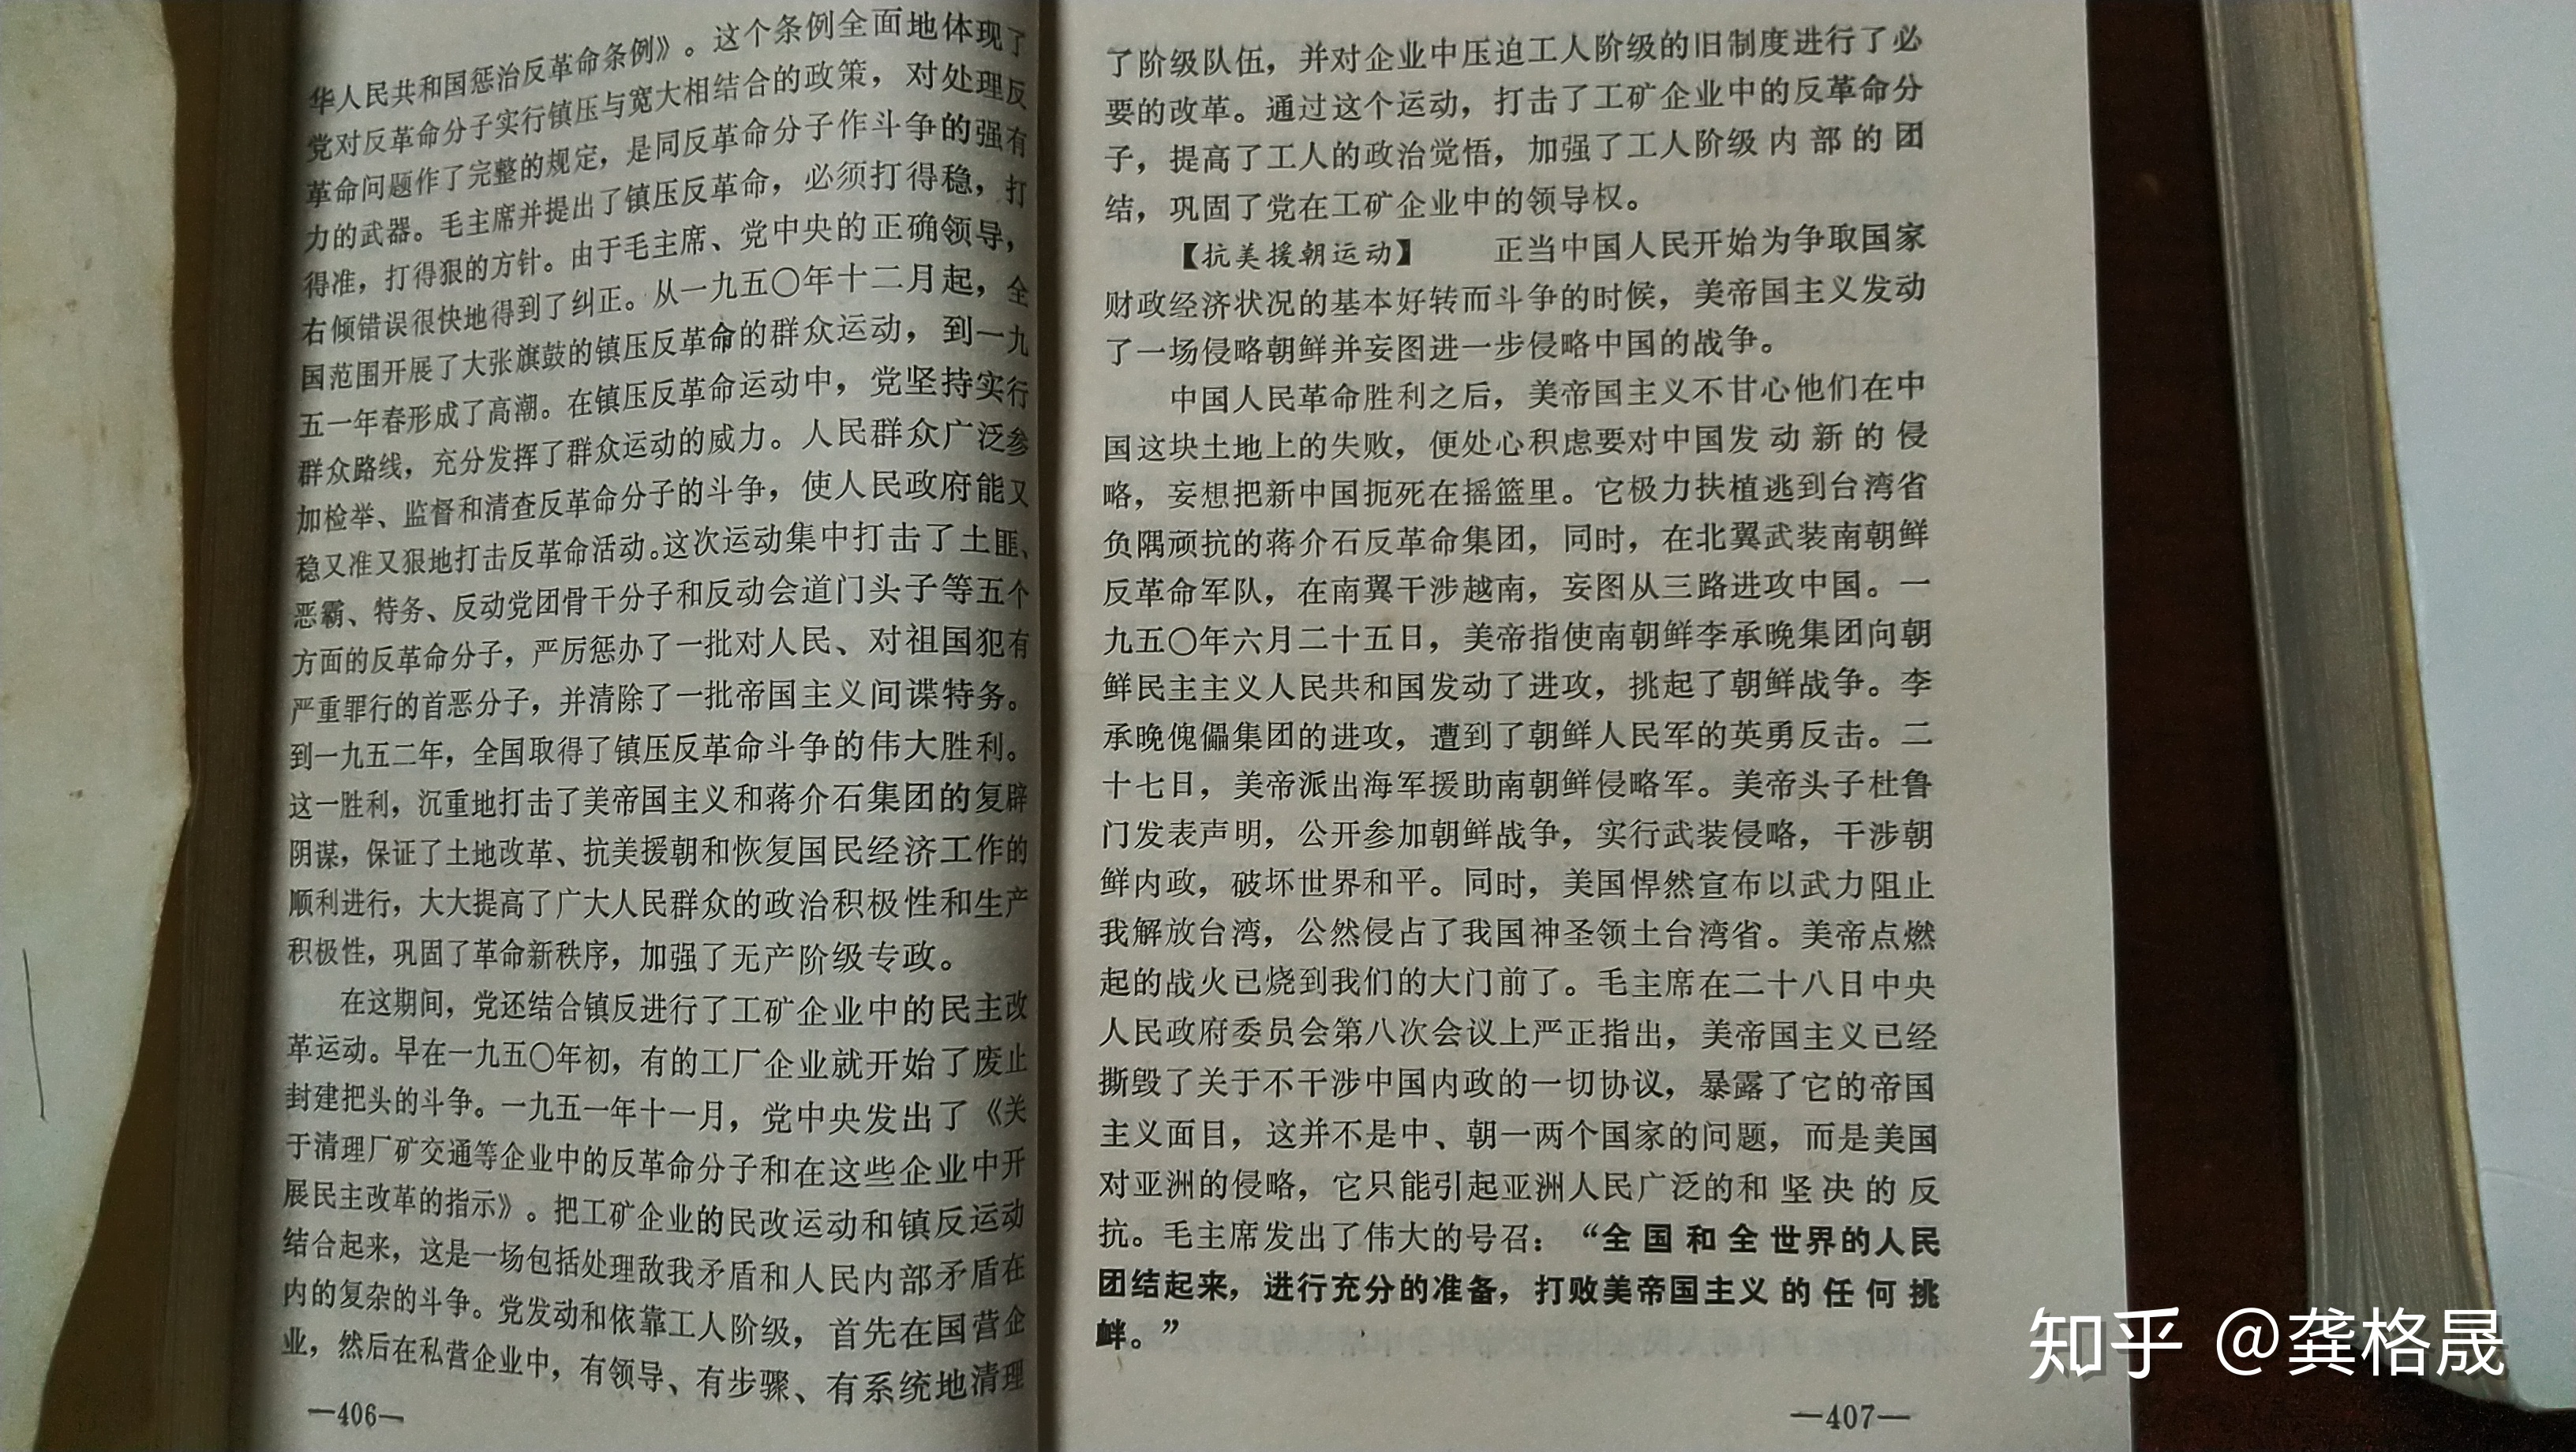 华人民共和国惩治反革命条例》。这个条例全面地体现了
党对反革命分子实行镇压与宽大相结合的政策，对处理反
革命问题作了完整的规定，是同反革命分子作斗争的强有
力的武器。毛主席并提出了镇压反革命，必须打得稳，打
得准，打得狠的方针。由于毛主席、党中央的正确领导，
右倾错误很快地得到了纠正。从一九五〇年十二月起，全
国范围开展了大张旗鼓的镇压反革命的群众运动，到一九
五一年春形成了高潮。在镇压反革命运动中，党坚持实行
群众路线，充分发挥了群众运动的威力。人民群众广泛参
加检举、监督和清查反革命分子的斗争，使人民政府能又
稳又准又狠地打击反革命活动。这次运动集中打击了土匪、
恶霸、特务、反动党团骨干分子和反动会道门头子等五个
方面的反革命分子，严厉惩办了一批对人民、对祖国犯有
严重罪行的首恶分子，并清除了一批帝国主义间谍特务。
到一九五二年，全国取得了镇压反革命斗争的伟大胜利。
这一胜利，沉重地打击了美帝国主义和蒋介石集团的复辟
阴谋，保证了土地改革、抗美援朝和恢复国民经济工作的
顺利进行，大大提高了广大人民群众的政治积极性和生产
积极性，巩固了革命新秩序，加强了无产阶级专政。
在这期间，党还结合镇反进行了工矿企业中的民主改
革运动。早在一九五〇年初，有的工厂企业就开始了废止
封建把头的斗争。一九五一年十一月，党中央发出了《关
于清理厂矿交通等企业中的反革命分子和在这些企业中开
展民主改革的指示》。把工矿企业的民改运动和镇反运动
结合起来，这是一场包括处理敌我矛盾和人民内部矛盾在
内的复杂的斗争。党发动和依靠工人阶级，首先在国营企
业，然后在私营企业中，有领导、有步骤、有系统地清理
—406—
了阶级队伍，并对企业中压迫工人阶级的旧制度进行了必
要的改革。通过这个运动，打击了工矿企业中的反革命分
子，提高了工人的政治觉悟，加强了工人阶级内部的团
结，巩固了党在工矿企业中的领导权。
【抗美援朝运动】 正当中国人民开始为争取国家
财政经济状况的基本好转而斗争的时候，美帝国主义发动
了一场侵略朝鲜并妄图进一步侵略中国的战争。
中国人民革命胜利之后，美帝国主义不甘心他们在中
国这块土地上的失败，便处心积虑要对中国发动新的侵
略，妄想把新中国扼死在摇篮里。它极力扶植逃到台湾省
负隅顽抗的蒋介石反革命集团，同时，在北翼武装南朝鲜
反革命军队，在南翼干涉越南，妄图从三路进攻中国。一
九五〇年六月二十五日，美帝指使南朝鲜李承晚集团向朝
鲜民主主义人民共和国发动了进攻，挑起了朝鲜战争。李
承晚傀儡集团的进攻，遭到了朝鲜人民军的英勇反击。二
十七日，美帝派出海军援助南朝鲜侵略军。美帝头子杜鲁
门发表声明，公开参加朝鲜战争，实行武装侵略，干涉朝
鲜内政，破坏世界和平。同时，美国悍然宣布以武力阻止
我解放台湾，公然侵占了我国神圣领土台湾省。美帝点燃
起的战火已烧到我们的大门前了。毛主席在二十八日中央
人民政府委员会第八次会议上严正指出，美帝国主义已经
撕毁了关于不干涉中国内政的一切协议，暴露了它的帝国
主义面目，这并不是中、朝一两个国家的问题，而是美国
对亚洲的侵略，它只能引起亚洲人民广泛的和坚决的反
抗。毛主席发出了伟大的号召：“全国和全世界的人民
团结起来，进行充分的准备，打败美帝国主义的任何挑
衅。”
—407—
知乎 @龚格晟